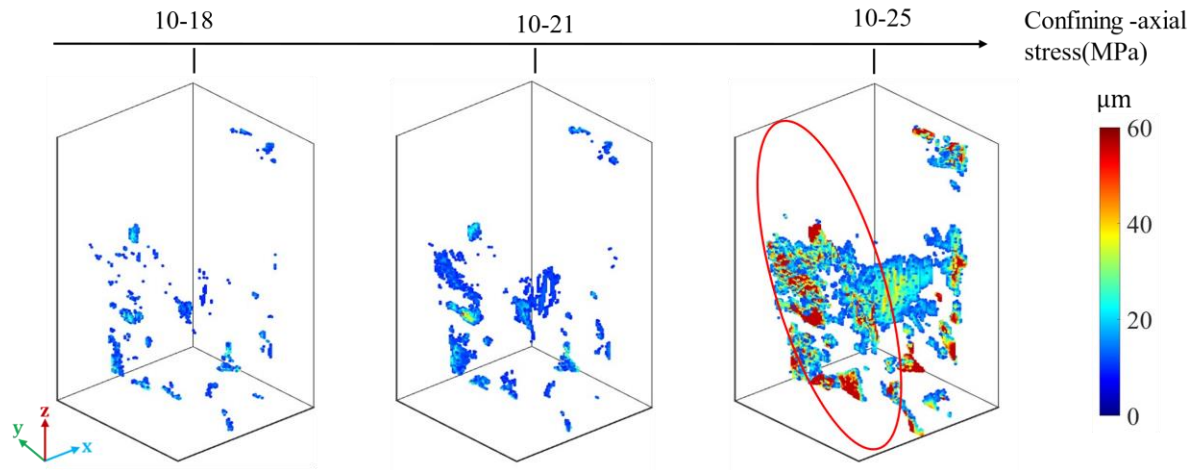 10-18
10-21
10-25
Confining -axial
stress(MPa)
μm
60
40
20
0
z
y
x